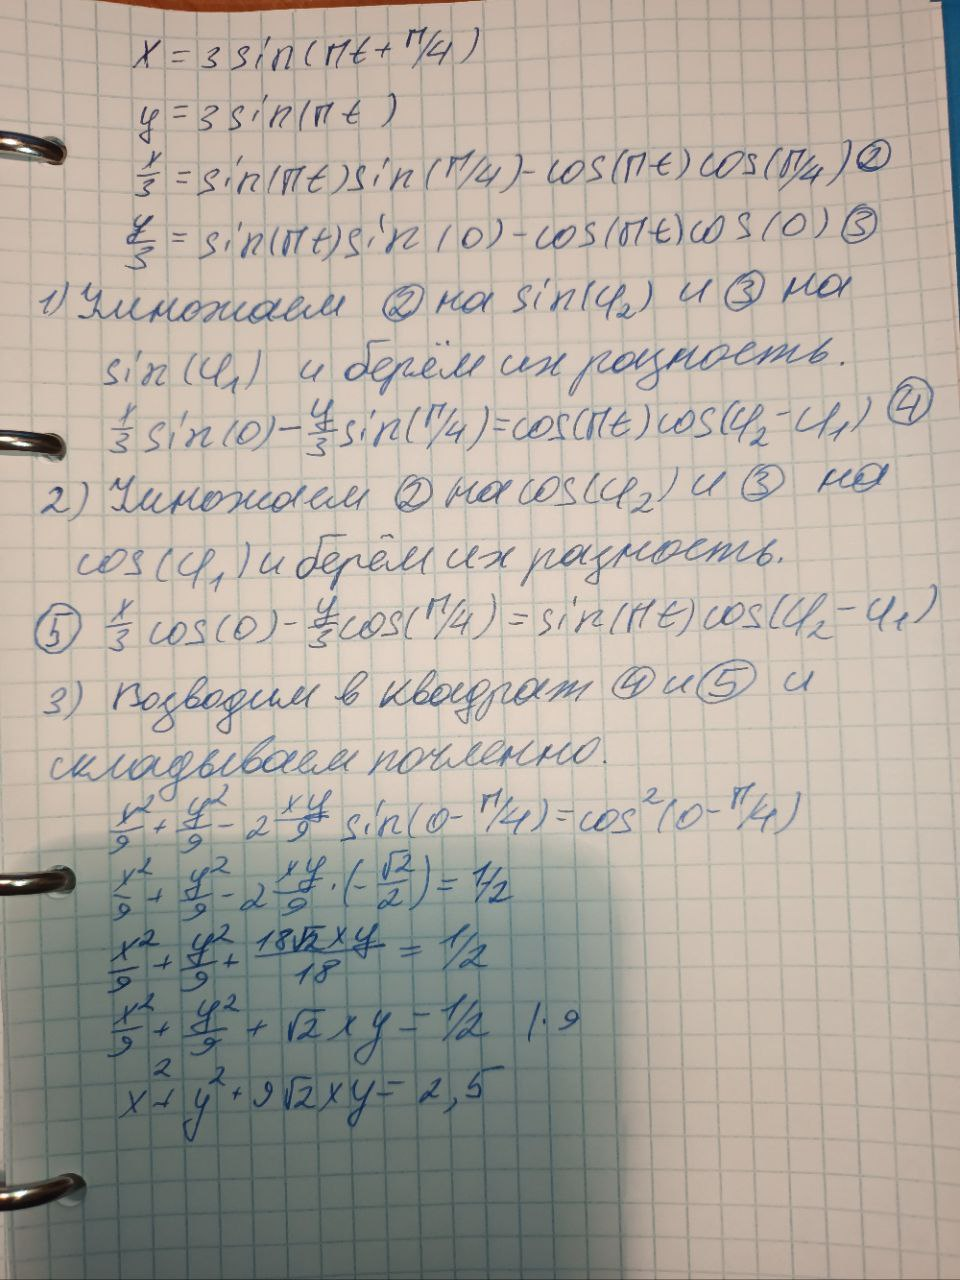 x = 3 sin(πt + π/4)
y = 3 sin(πt )
x/3 = sin(πt) sin(π/4) - cos(πt) cos(π/4) ②
y/3 = sin(πt) sin (0) - cos(πt) cos (0) ③
1) Умножаем ② на sin(φ₂) и ③ на
sin (φ₁) и берём их разность.
x/3 sin(0) - y/3 sin(π/4) = cos(πt) cos(φ₂ - φ₁) ④
2) Умножаем ② на cos(φ₂) и ③ на
cos(φ₁) и берём их разность.
⑤ x/3 cos(0) - y/3 cos(π/4) = sin(πt) cos(φ₂ - φ₁)
3) Возводим в квадрат ④ и ⑤ и
складываем почленно.
x²/9 + y²/9 - 2 xy/9 sin(0 - π/4) = cos²(0 - π/4)
x²/9 + y²/9 - 2 xy/9 · (-√2/2) = 1/2
x²/9 + y²/9 + 18√2xy/18 = 1/2
x²/9 + y²/9 + √2 xy = 1/2 |· 9
x² + y² + 9√2xy = 2,5